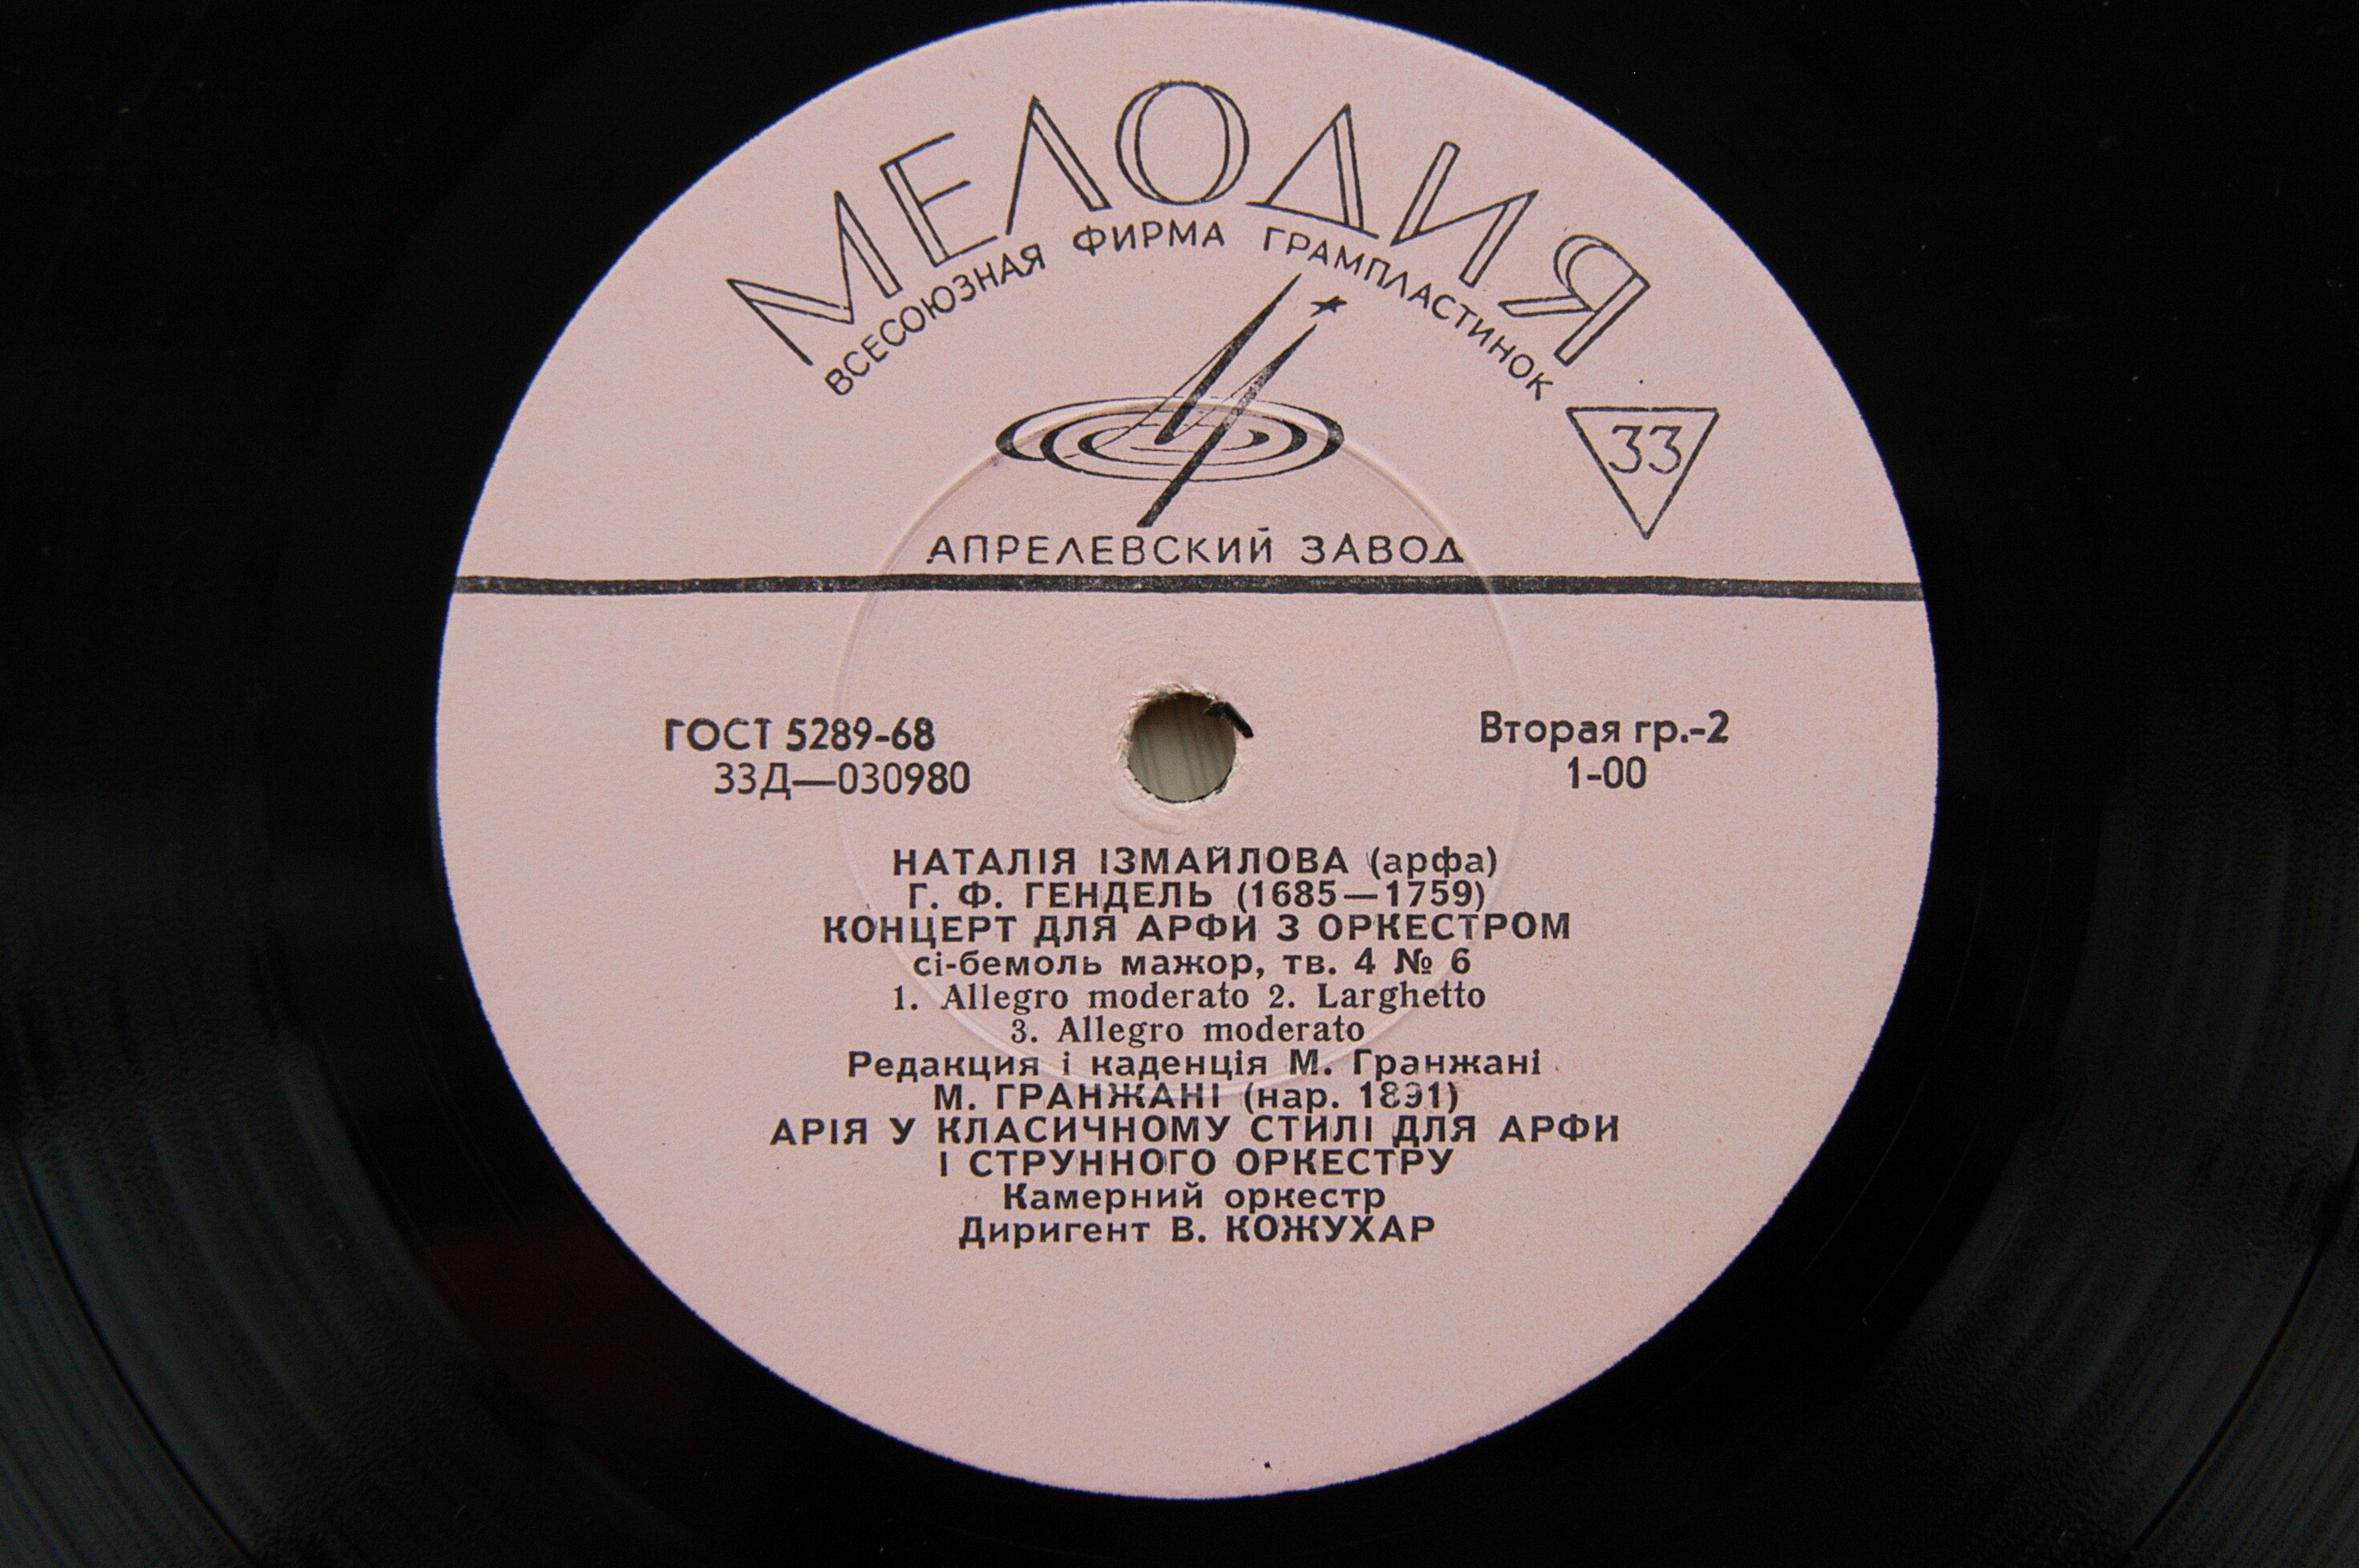 МЕЛОДИЯ
ВСЕСОЮЗНАЯ ФИРМА ГРАМПЛАСТИНОК
33
АПРЕЛЕВСКИЙ ЗАВОД
ГОСТ 5289-68
33Д—030980
Вторая гр.-2
1-00
НАТАЛІЯ ІЗМАЙЛОВА (арфа)
Г. Ф. ГЕНДЕЛЬ (1685—1759)
КОНЦЕРТ ДЛЯ АРФИ З ОРКЕСТРОМ
сі-бемоль мажор, тв. 4 № 6
1. Allegro moderato 2. Larghetto
3. Allegro moderato
Редакция і каденція М. Гранжані
М. ГРАНЖАНІ (нар. 1891)
АРІЯ У КЛАСИЧНОМУ СТИЛІ ДЛЯ АРФИ
І СТРУННОГО ОРКЕСТРУ
Камерний оркестр
Диригент В. КОЖУХАР